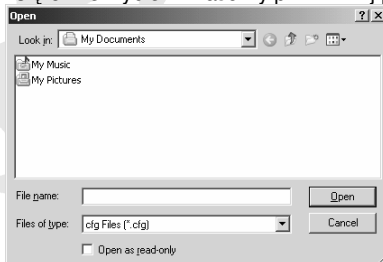 Open
Look in: My Documents
My Music
My Pictures
File name: Open
Files of type: cfg Files (*.cfg) Cancel
Open as read-only